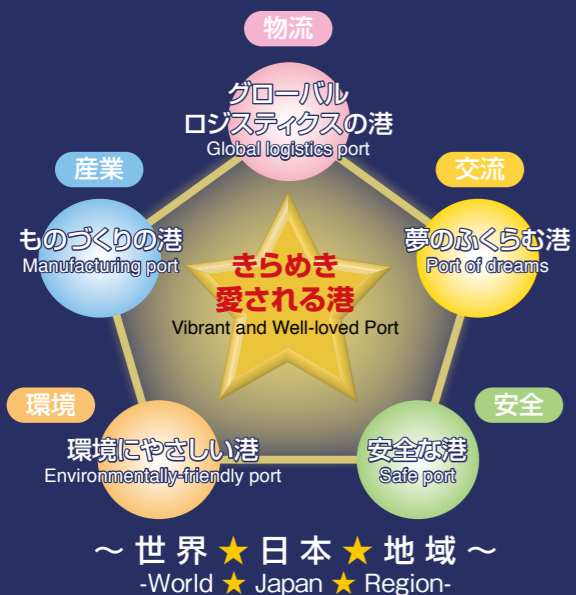 物流
グローバル
ロジスティクスの港
Global logistics port
産業
ものづくりの港
Manufacturing port
交流
夢のふくらむ港
Port of dreams
きらめき
愛される港
Vibrant and Well-loved Port
環境
環境にやさしい港
Environmentally-friendly port
安全
安全な港
Safe port
～世界★日本★地域～
-World ★ Japan ★ Region-